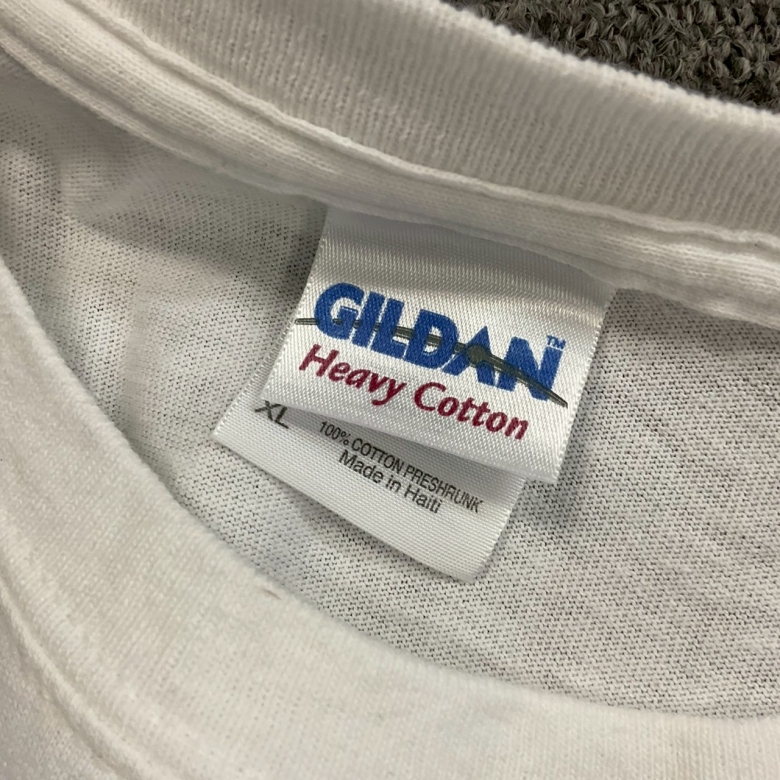 GILDAN™
Heavy Cotton
XL
100% COTTON PRESHRUNK
Made in Haiti